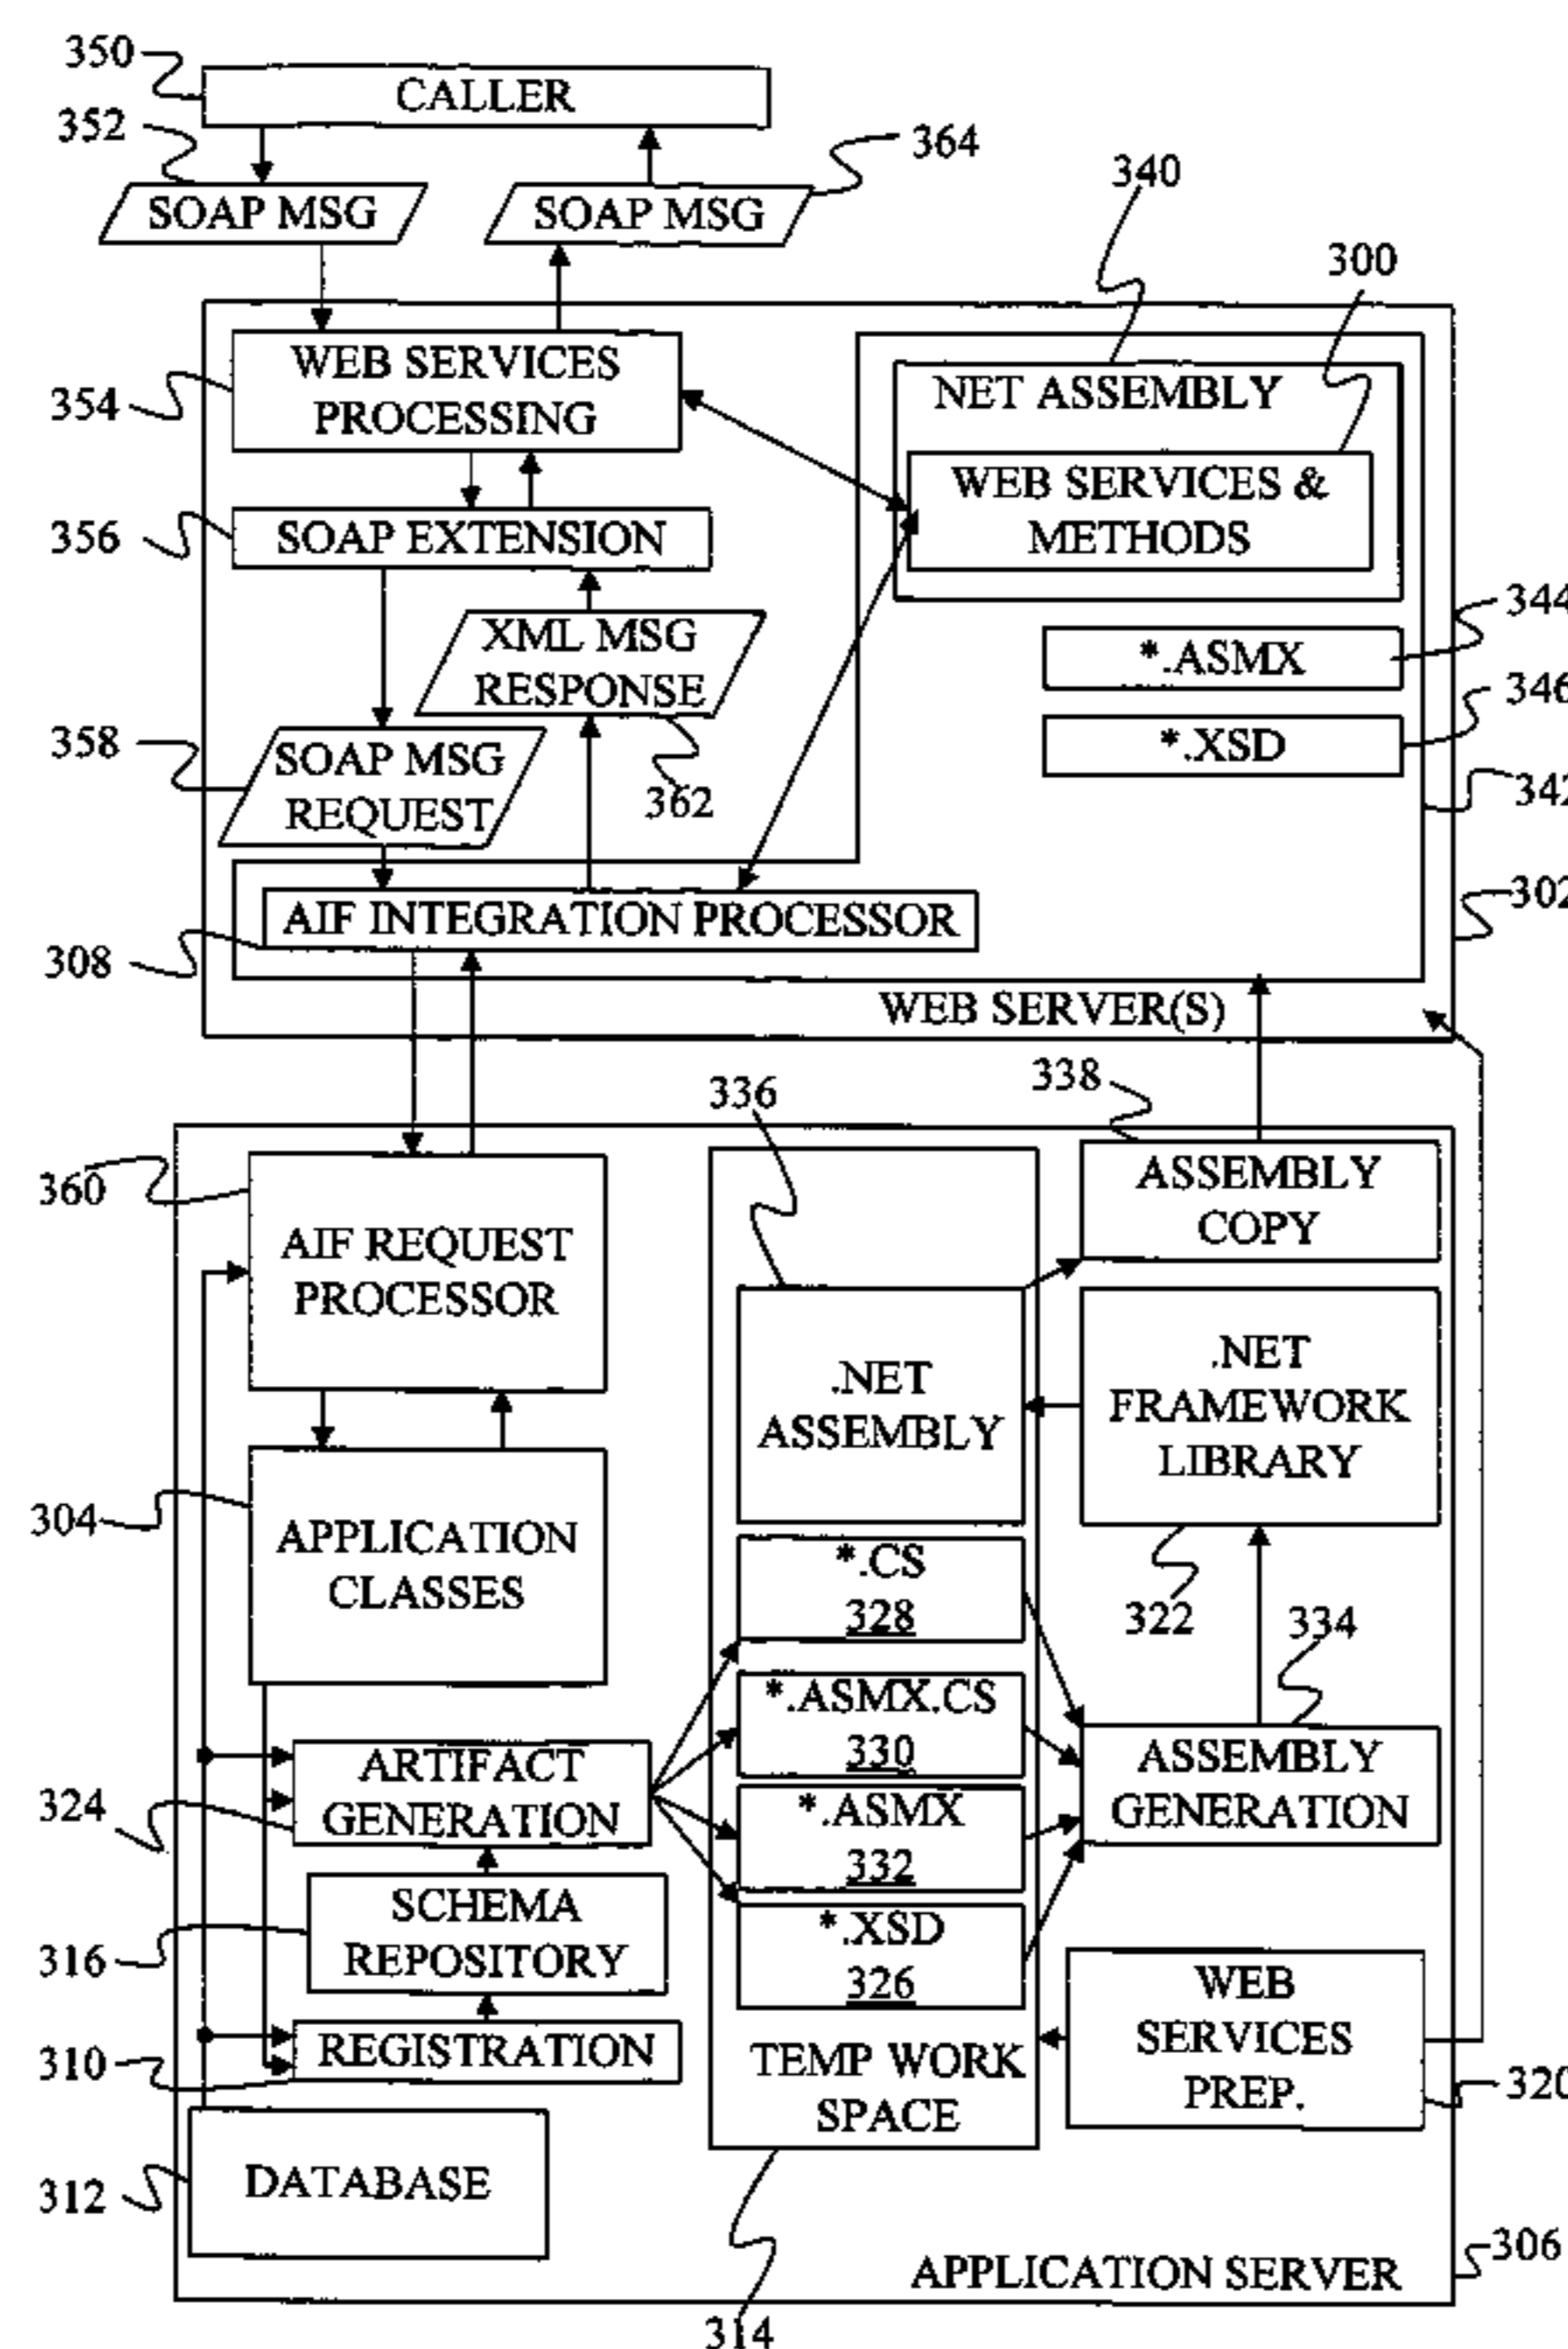 350
CALLER
352
364
SOAP MSG
SOAP MSG
340
300
WEB SERVICES
PROCESSING
354
NET ASSEMBLY
WEB SERVICES &
METHODS
356
SOAP EXTENSION
344
*.ASMX
XML MSG
RESPONSE
346
*.XSD
358
SOAP MSG
REQUEST
362
342
302
AIF INTEGRATION PROCESSOR
308
WEB SERVER(S)
336
338
360
ASSEMBLY
COPY
AIF REQUEST
PROCESSOR
.NET
ASSEMBLY
.NET
FRAMEWORK
LIBRARY
304
APPLICATION
CLASSES
*.CS
328
322
334
*.ASMX.CS
330
324
ARTIFACT
GENERATION
ASSEMBLY
GENERATION
*.ASMX
332
316
SCHEMA
REPOSITORY
*.XSD
326
WEB
SERVICES
PREP.
310
REGISTRATION
TEMP WORK
SPACE
320
312
DATABASE
306
APPLICATION SERVER
314